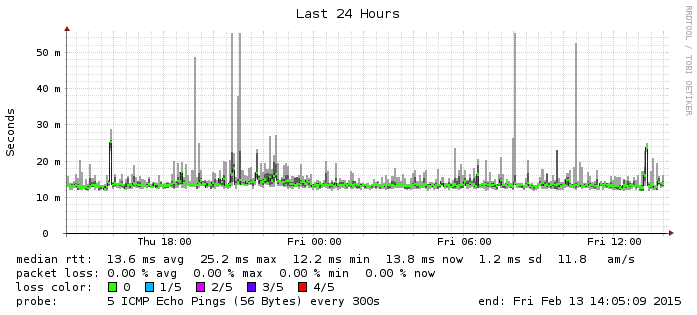 Last 24 Hours
RRDTOOL / TOBI OETIKER
Seconds
50 m
40 m
30 m
20 m
10 m
0
Thu 18:00 Fri 00:00 Fri 06:00 Fri 12:00
median rtt: 13.6 ms avg 25.2 ms max 12.2 ms min 13.8 ms now 1.2 ms sd 11.8 am/s
packet loss: 0.00 % avg 0.00 % max 0.00 % min 0.00 % now
loss color: 0 1/5 2/5 3/5 4/5
probe: 5 ICMP Echo Pings (56 Bytes) every 300s end: Fri Feb 13 14:05:09 2015